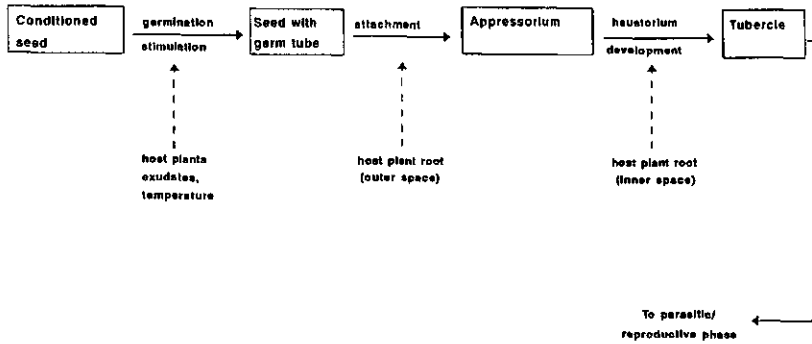 Conditioned
seed
germination
stimulation
Seed with
germ tube
attachment
Appressorium
haustorium
development
Tubercle
host plants
exudates,
temperature
host plant root
(outer space)
host plant root
(inner space)
To parasitic/
reproductive phase